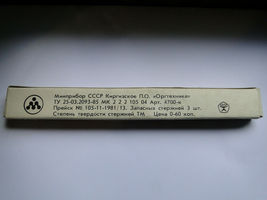 Минприбор СССР Киргизское П.О. «Оргтехника»
ТУ 25-03.2093-85 МК 2 2 2 105 04 Арт. 4700-м
Прейск № 105-11-1981/13. Запасных стержней 3 шт.
Степень твердости стержней ТМ Цена 0-60 коп.